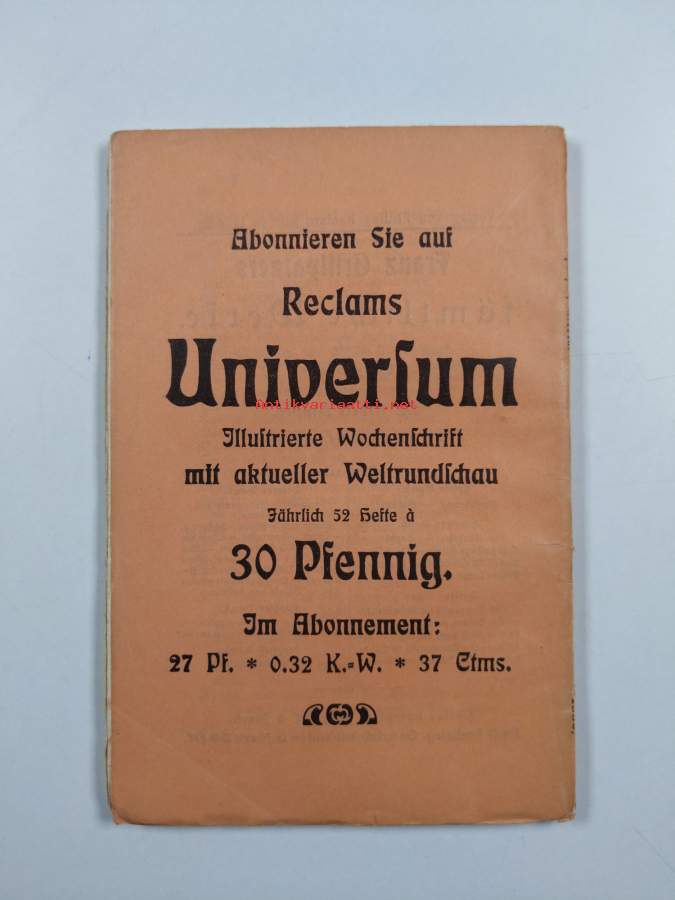 Abonnieren Sie auf
Reclams
Univerſum
Antikvariaatti.net
Illuſtrierte Wochenſchrift
mit aktueller Weltrundſchau
Jährlich 52 Hefte à
30 Pfennig.
Im Abonnement:
27 Pf. * 0.32 K.=W. * 37 Ctms.